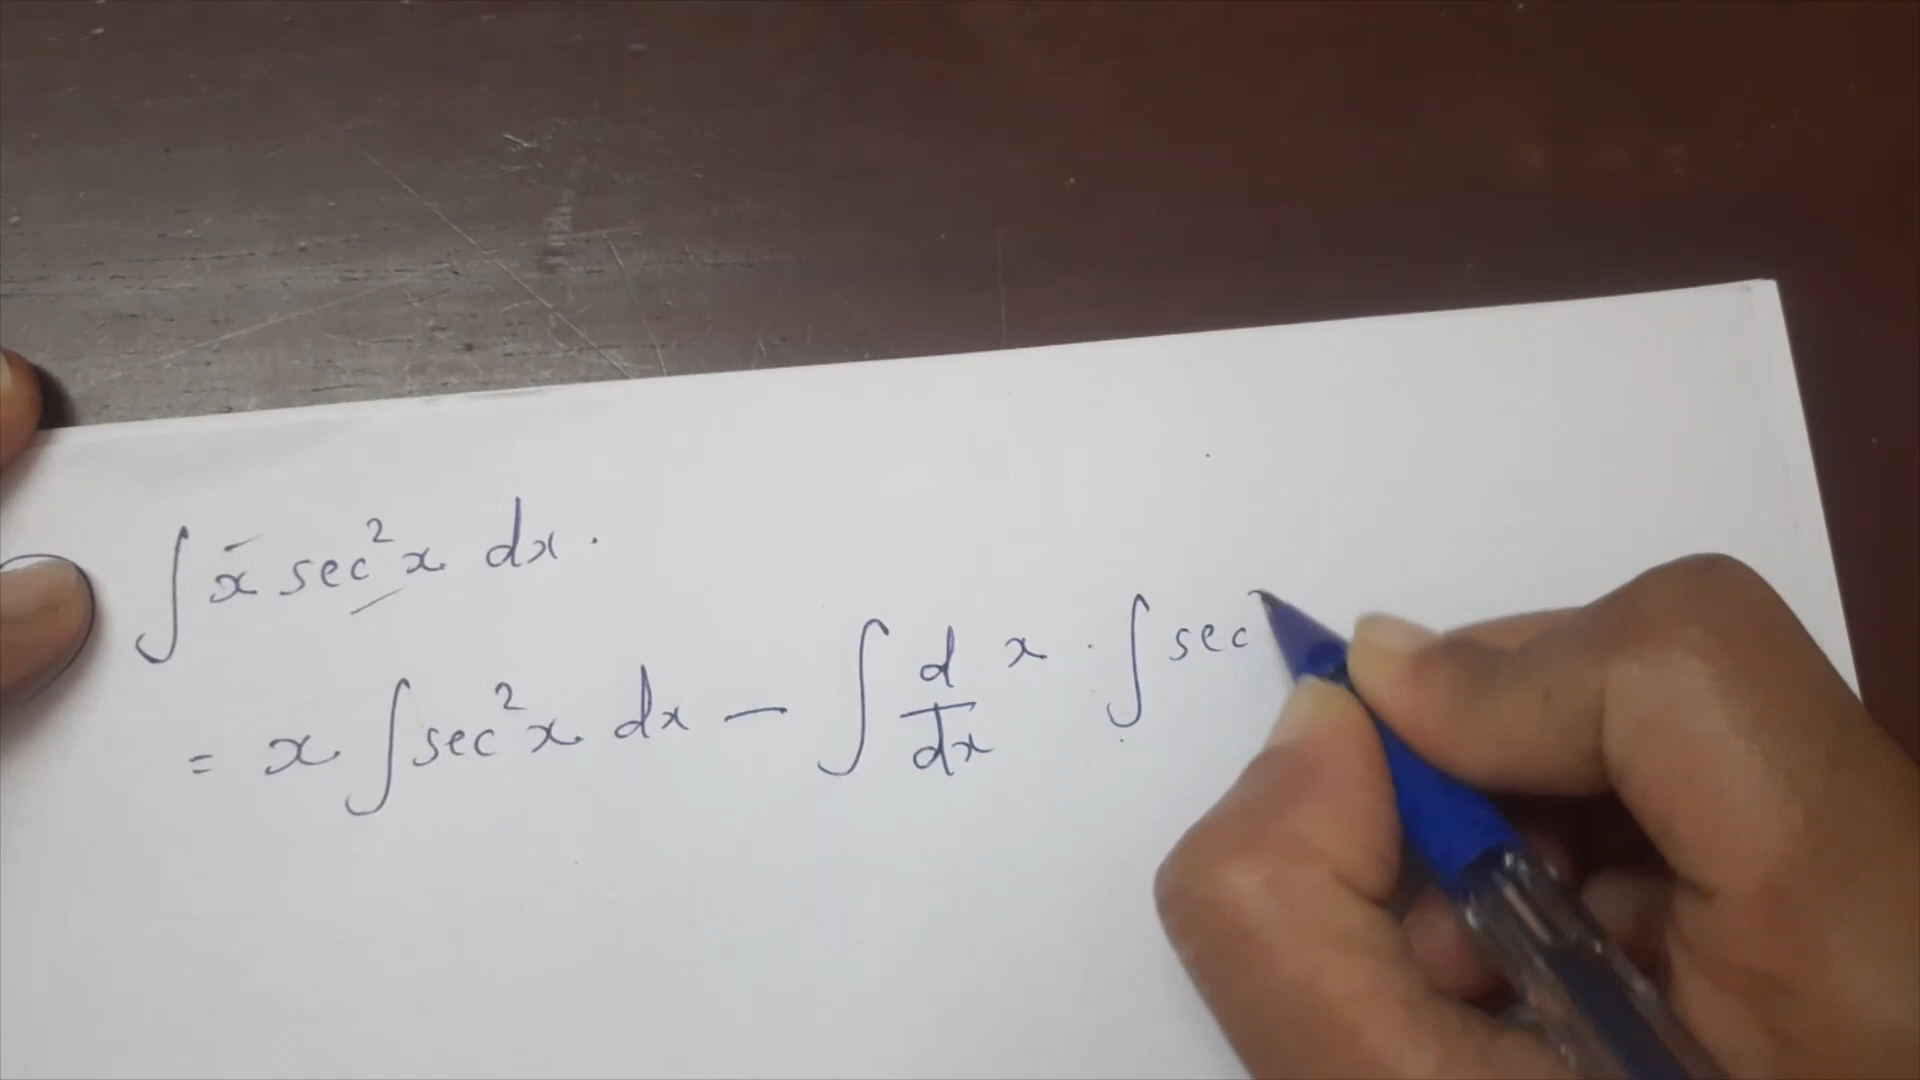 ∫ x sec²x dx.
= x ∫ sec²x dx − ∫ d/dx x · ∫ sec